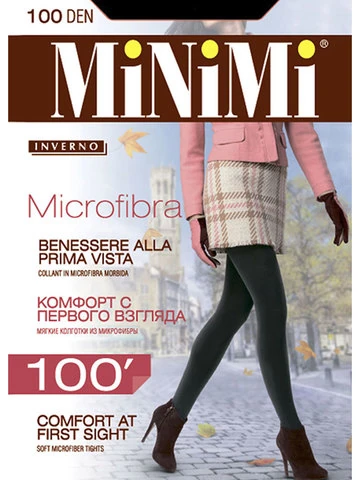 100 DEN
MiNiMi®
INVERNO
Microfibra
BENESSERE ALLA
PRIMA VISTA
COLLANT IN MICROFIBRA MORBIDA
КОМФОРТ С
ПЕРВОГО ВЗГЛЯДА
МЯГКИЕ КОЛГОТКИ ИЗ МИКРОФИБРЫ
100’
COMFORT AT
FIRST SIGHT
SOFT MICROFIBER TIGHTS